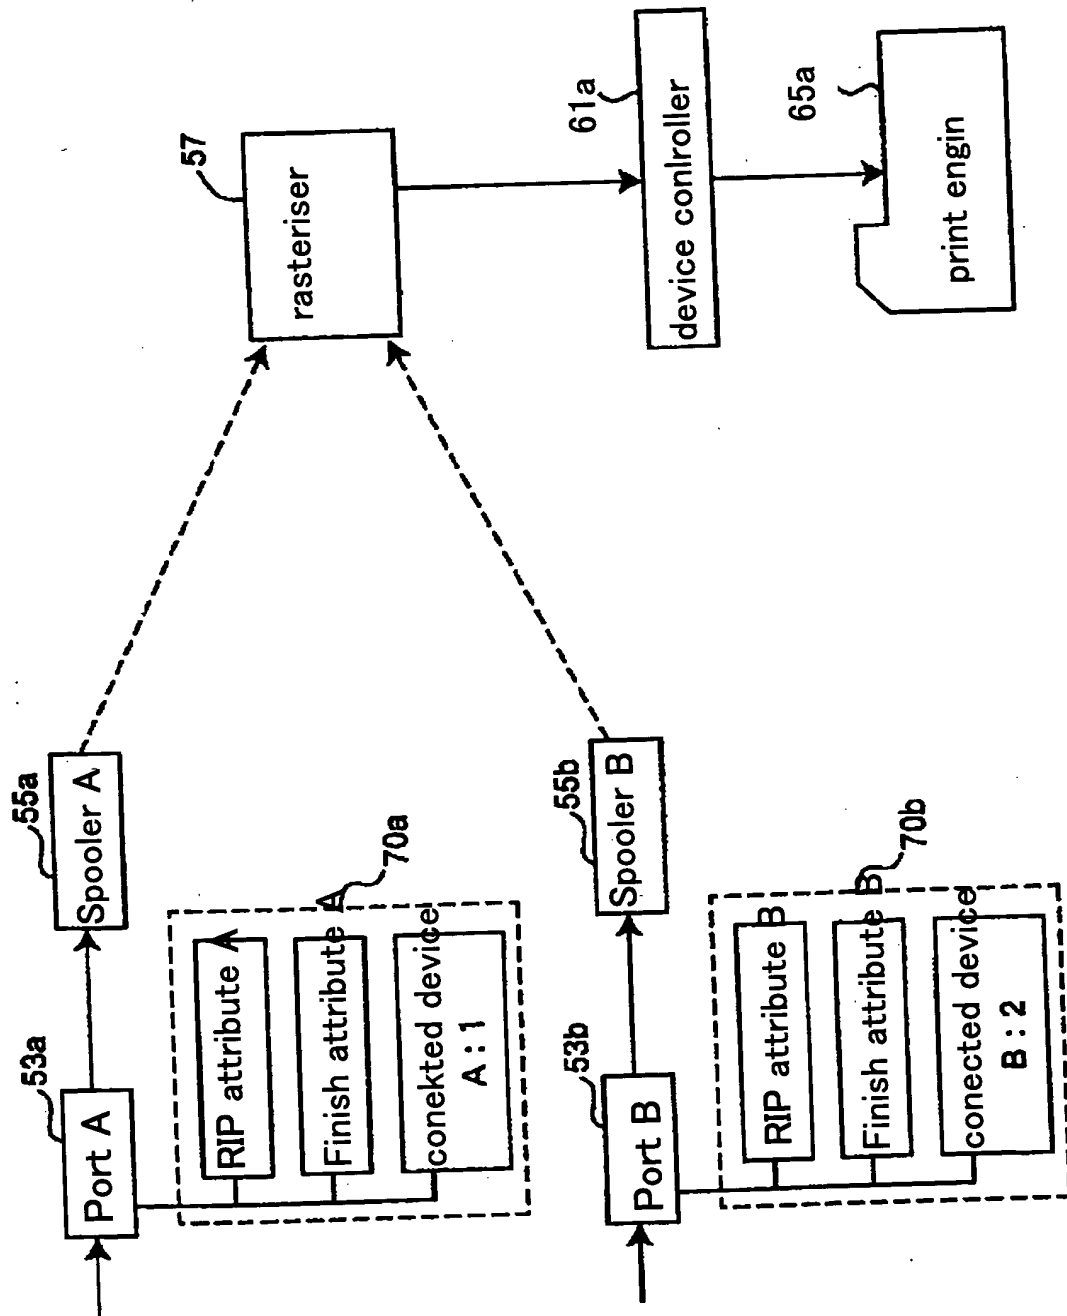 53a
Port A
55a
Spooler A
57
rasteriser
61a
device conlroller
65a
print engin
RIP attribute A
Finish attribute A
conekted device
A:1
70a
53b
Port B
55b
Spooler B
RIP attribute B
Finish attribute B
conected device
B:2
70b